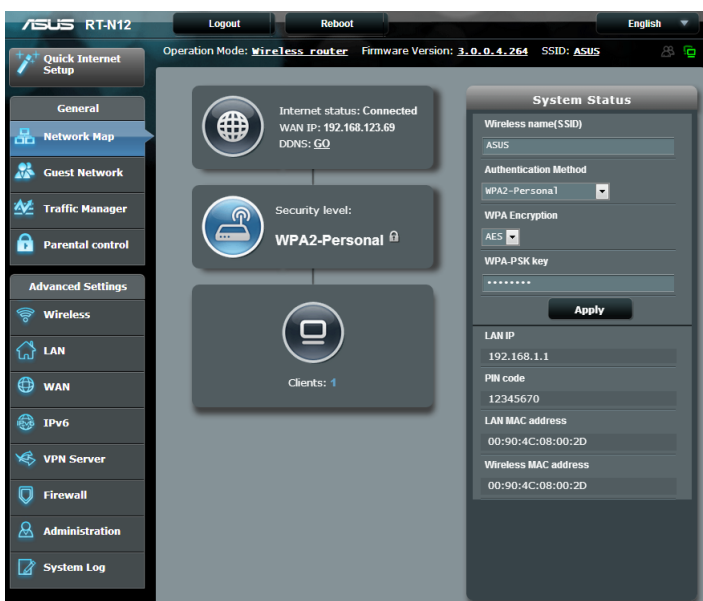 ASUS RT-N12
Logout
Reboot
English
Operation Mode: Wireless router Firmware Version: 3.0.0.4.264 SSID: ASUS
Quick Internet
Setup
General
Network Map
Guest Network
Traffic Manager
Parental control
Advanced Settings
Wireless
LAN
WAN
IPv6
IPv6
VPN Server
Firewall
Administration
System Log
Internet status: Connected
WAN IP: 192.168.123.69
DDNS: GO
Security level:
WPA2-Personal
Clients: 1
System Status
Wireless name(SSID)
ASUS
Authentication Method
WPA2-Personal
WPA Encryption
AES
WPA-PSK key
••••••••
Apply
LAN IP
192.168.1.1
PIN code
12345670
LAN MAC address
00:90:4C:08:00:2D
Wireless MAC address
00:90:4C:08:00:2D